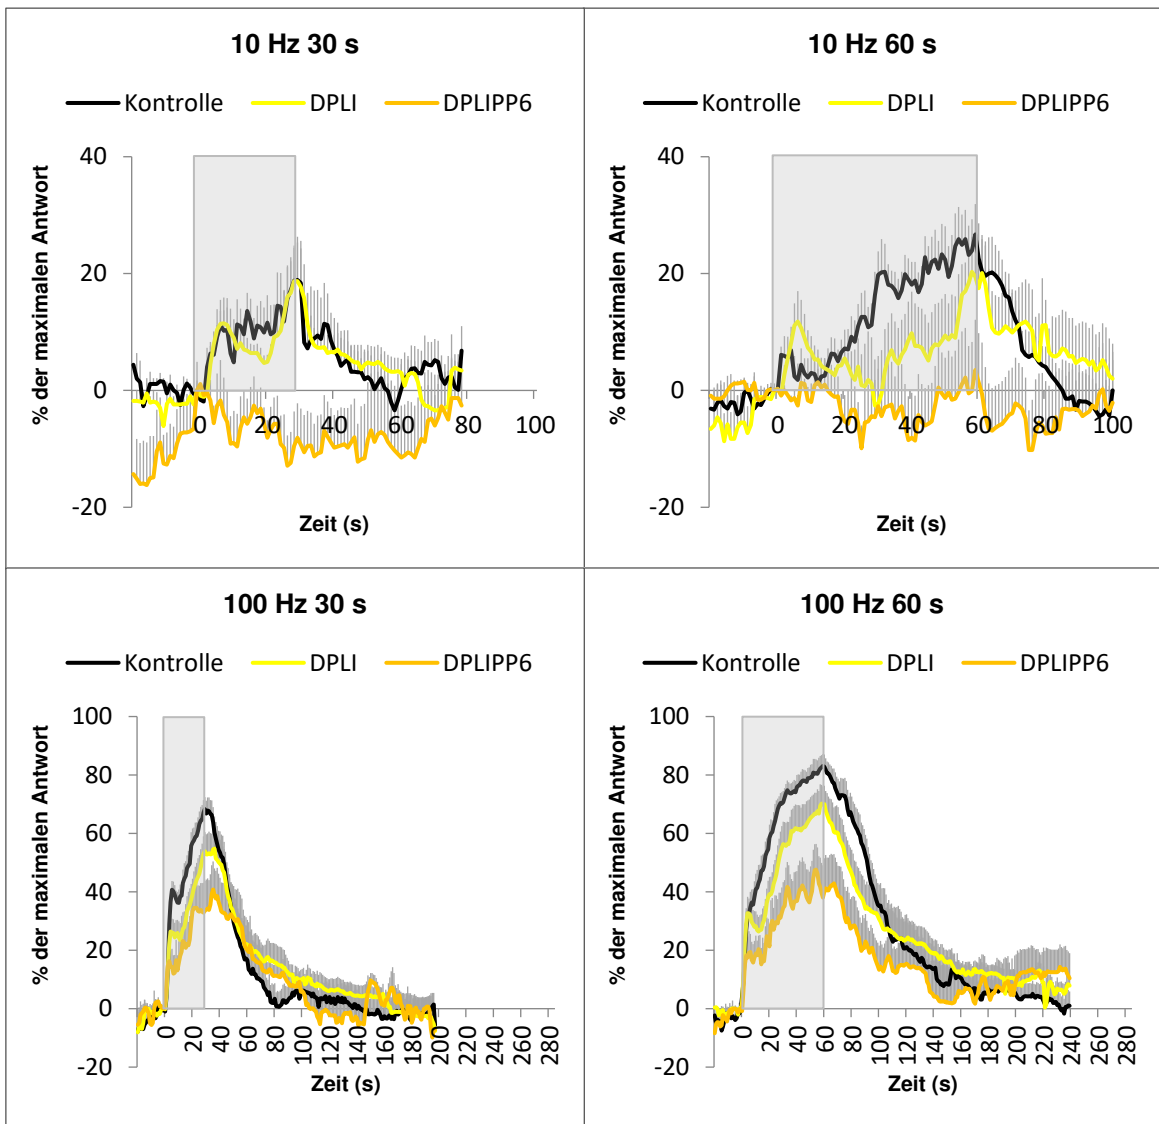 10 Hz 30 s
Kontrolle DPLI DPLIPP6
% der maximalen Antwort
40
20
0
-20
0 20 40 60 80 100
Zeit (s)
10 Hz 60 s
Kontrolle DPLI DPLIPP6
% der maximalen Antwort
40
20
0
-20
0 20 40 60 80 100
Zeit (s)
100 Hz 30 s
Kontrolle DPLI DPLIPP6
% der maximalen Antwort
100
80
60
40
20
0
-20
0 20 40 60 80 100 120 140 160 180 200 220 240 260 280
Zeit (s)
100 Hz 60 s
Kontrolle DPLI DPLIPP6
% der maximalen Antwort
100
80
60
40
20
0
-20
0 20 40 60 80 100 120 140 160 180 200 220 240 260 280
Zeit (s)